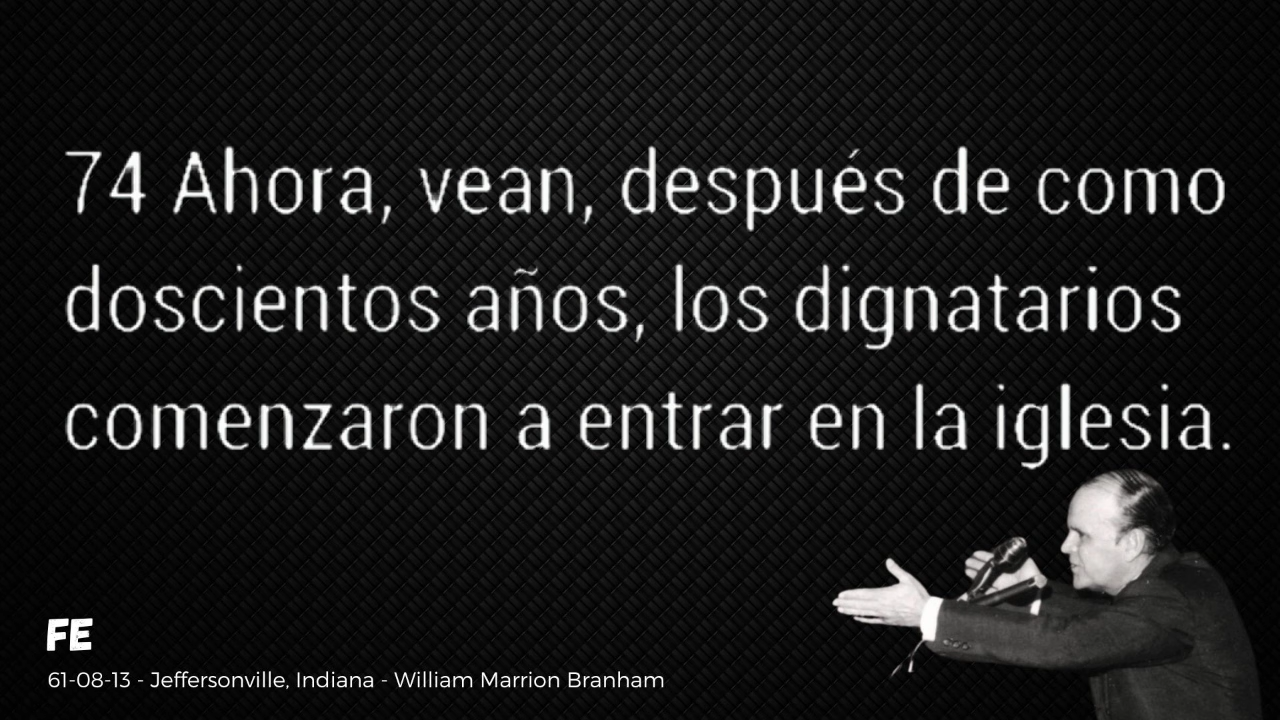 74 Ahora, vean, después de como
doscientos años, los dignatarios
comenzaron a entrar en la iglesia.
FE
61-08-13 - Jeffersonville, Indiana - William Marrion Branham